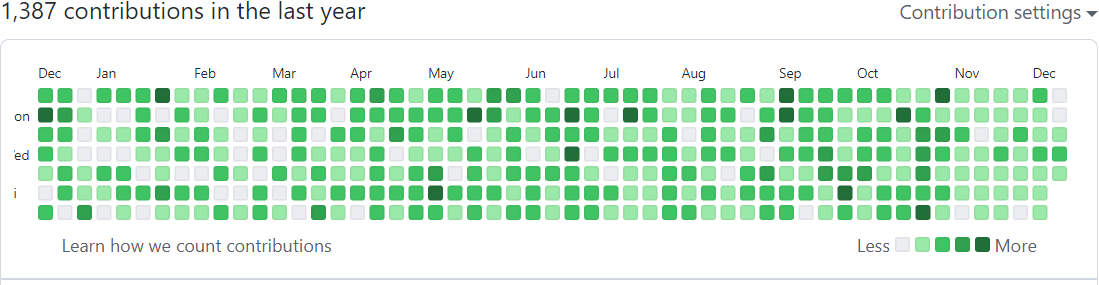 1,387 contributions in the last year
Contribution settings
Dec Jan Feb Mar Apr May Jun Jul Aug Sep Oct Nov Dec
on
ed
i
Learn how we count contributions
Less More